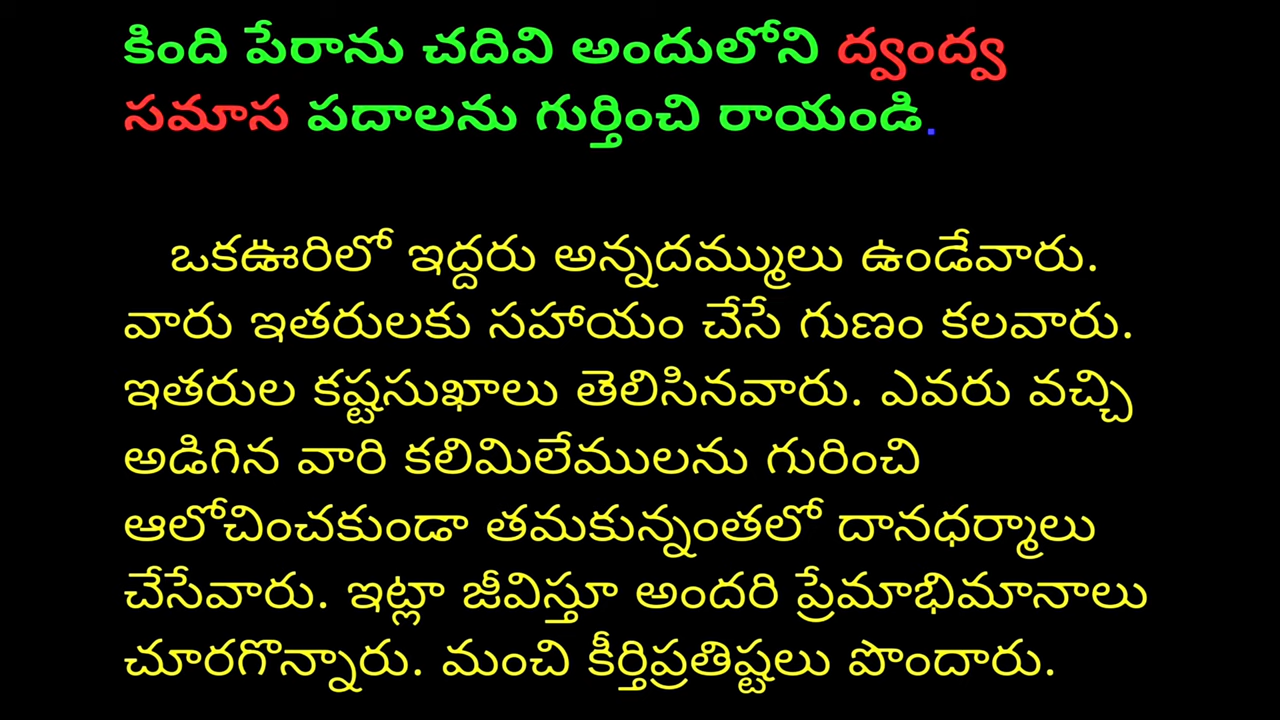 కింది పేరాను చదివి అందులోని ద్వంద్వ
సమాస పదాలను గుర్తించి రాయండి.
ఒకఊరిలో ఇద్దరు అన్నదమ్ములు ఉండేవారు.
వారు ఇతరులకు సహాయం చేసే గుణం కలవారు.
ఇతరుల కష్టసుఖాలు తెలిసినవారు. ఎవరు వచ్చి
అడిగిన వారి కలిమిలేములను గురించి
ఆలోచించకుండా తమకున్నంతలో దానధర్మాలు
చేసేవారు. ఇట్లా జీవిస్తూ అందరి ప్రేమాభిమానాలు
చూరగొన్నారు. మంచి కీర్తిప్రతిష్టలు పొందారు.